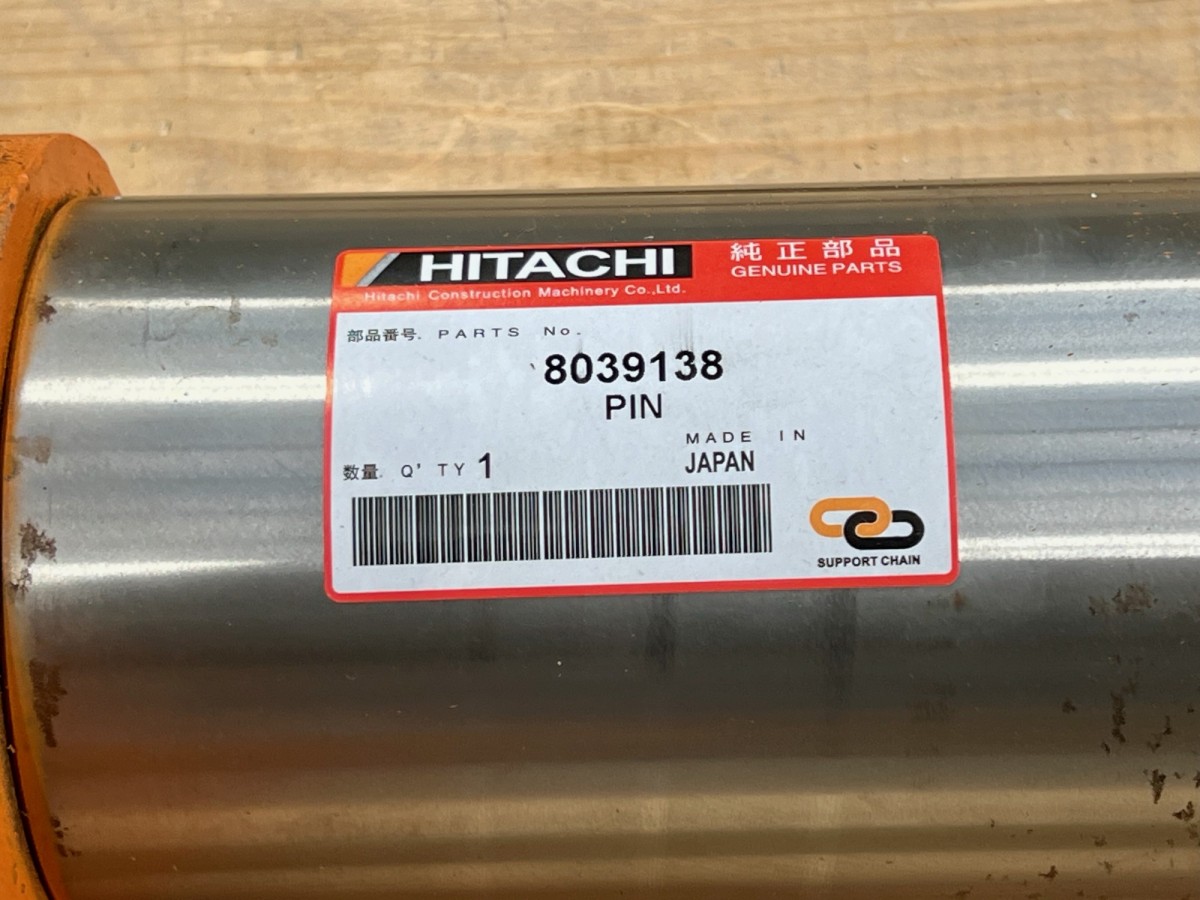 HITACHI
Hitachi Construction Machinery Co.,Ltd.
純正部品
GENUINE PARTS
部品番号. PARTS No.
8039138
PIN
MADE IN
JAPAN
数量. Q'TY 1
SUPPORT CHAIN